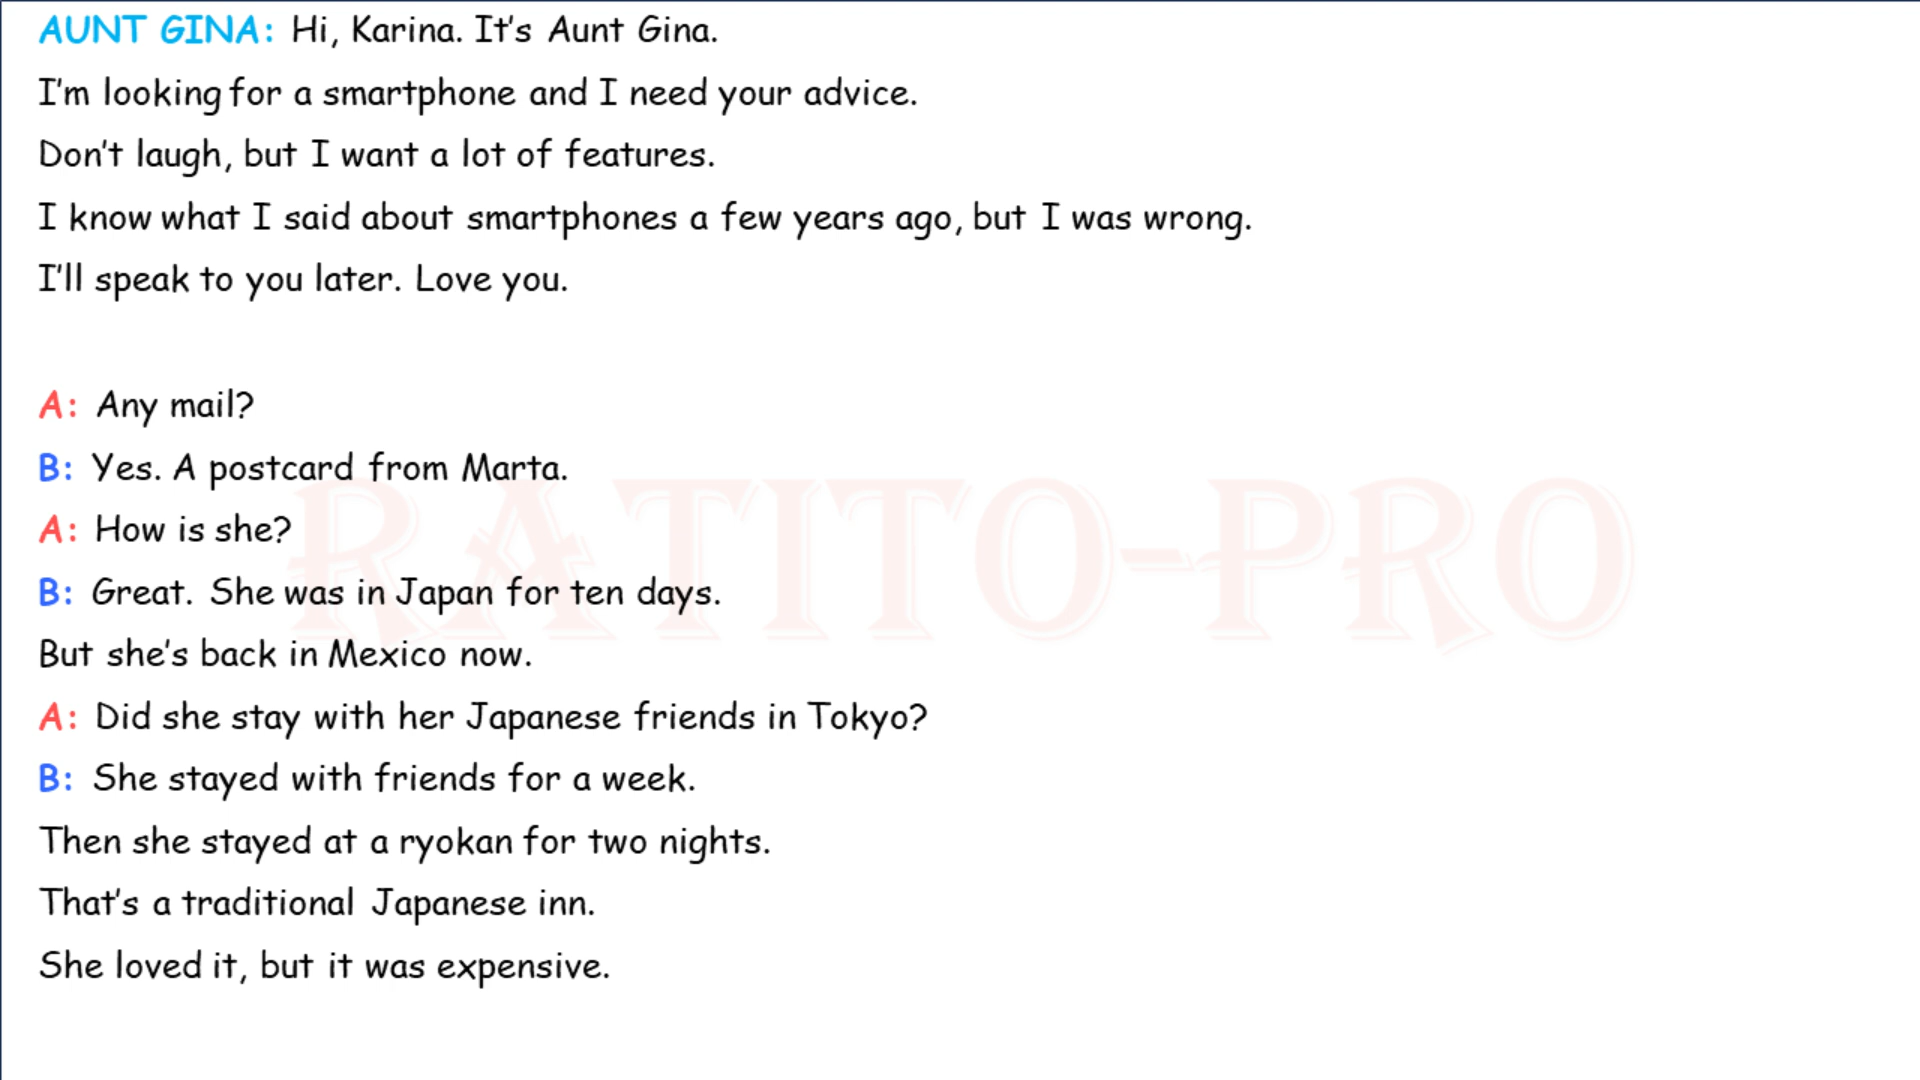 AUNT GINA: Hi, Karina. It's Aunt Gina.
I'm looking for a smartphone and I need your advice.
Don't laugh, but I want a lot of features.
I know what I said about smartphones a few years ago, but I was wrong.
I'll speak to you later. Love you.
A: Any mail?
B: Yes. A postcard from Marta.
A: How is she?
RATITO-PRO
B: Great. She was in Japan for ten days.
But she's back in Mexico now.
A: Did she stay with her Japanese friends in Tokyo?
B: She stayed with friends for a week.
Then she stayed at a ryokan for two nights.
That's a traditional Japanese inn.
She loved it, but it was expensive.